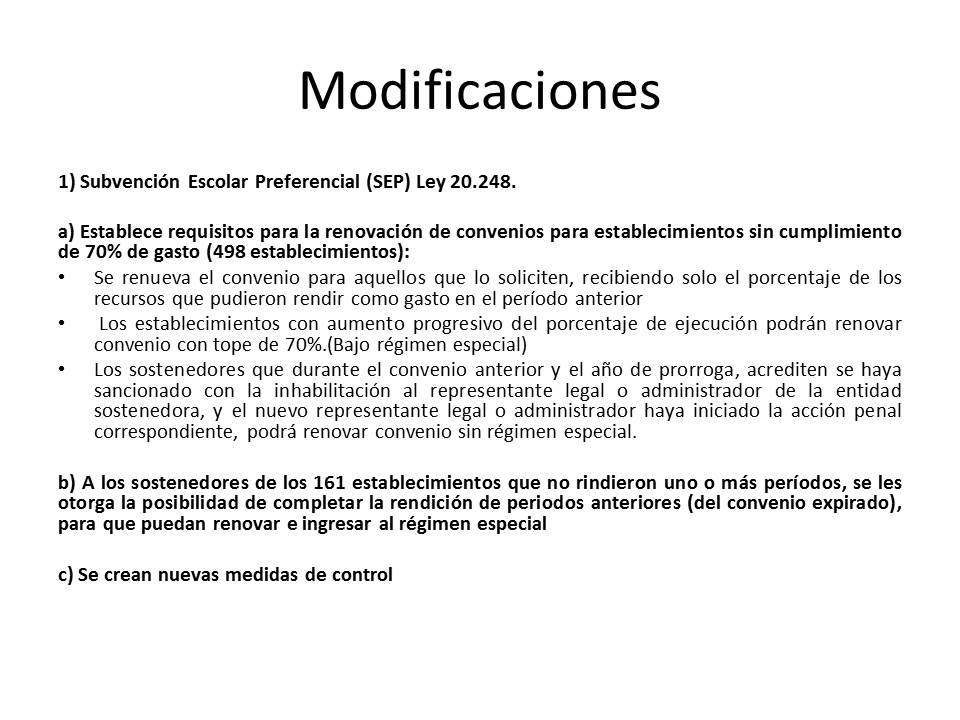 Modificaciones
1) Subvención Escolar Preferencial (SEP) Ley 20.248.
a) Establece requisitos para la renovación de convenios para establecimientos sin cumplimiento
de 70% de gasto (498 establecimientos):
• Se renueva el convenio para aquellos que lo soliciten, recibiendo solo el porcentaje de los
recursos que pudieron rendir como gasto en el período anterior
• Los establecimientos con aumento progresivo del porcentaje de ejecución podrán renovar
convenio con tope de 70%.(Bajo régimen especial)
• Los sostenedores que durante el convenio anterior y el año de prorroga, acrediten se haya
sancionado con la inhabilitación al representante legal o administrador de la entidad
sostenedora, y el nuevo representante legal o administrador haya iniciado la acción penal
correspondiente, podrá renovar convenio sin régimen especial.
b) A los sostenedores de los 161 establecimientos que no rindieron uno o más períodos, se les
otorga la posibilidad de completar la rendición de periodos anteriores (del convenio expirado),
para que puedan renovar e ingresar al régimen especial
c) Se crean nuevas medidas de control